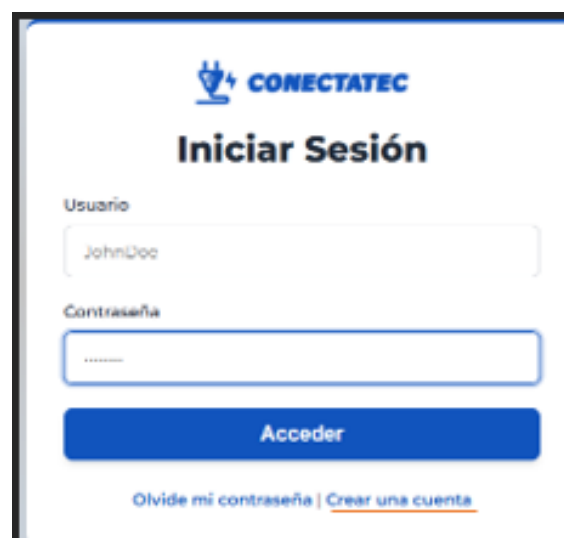 CONECTATEC
Iniciar Sesión
Usuario
JohnDoe
Contraseña
........
Acceder
Olvide mi contraseña | Crear una cuenta